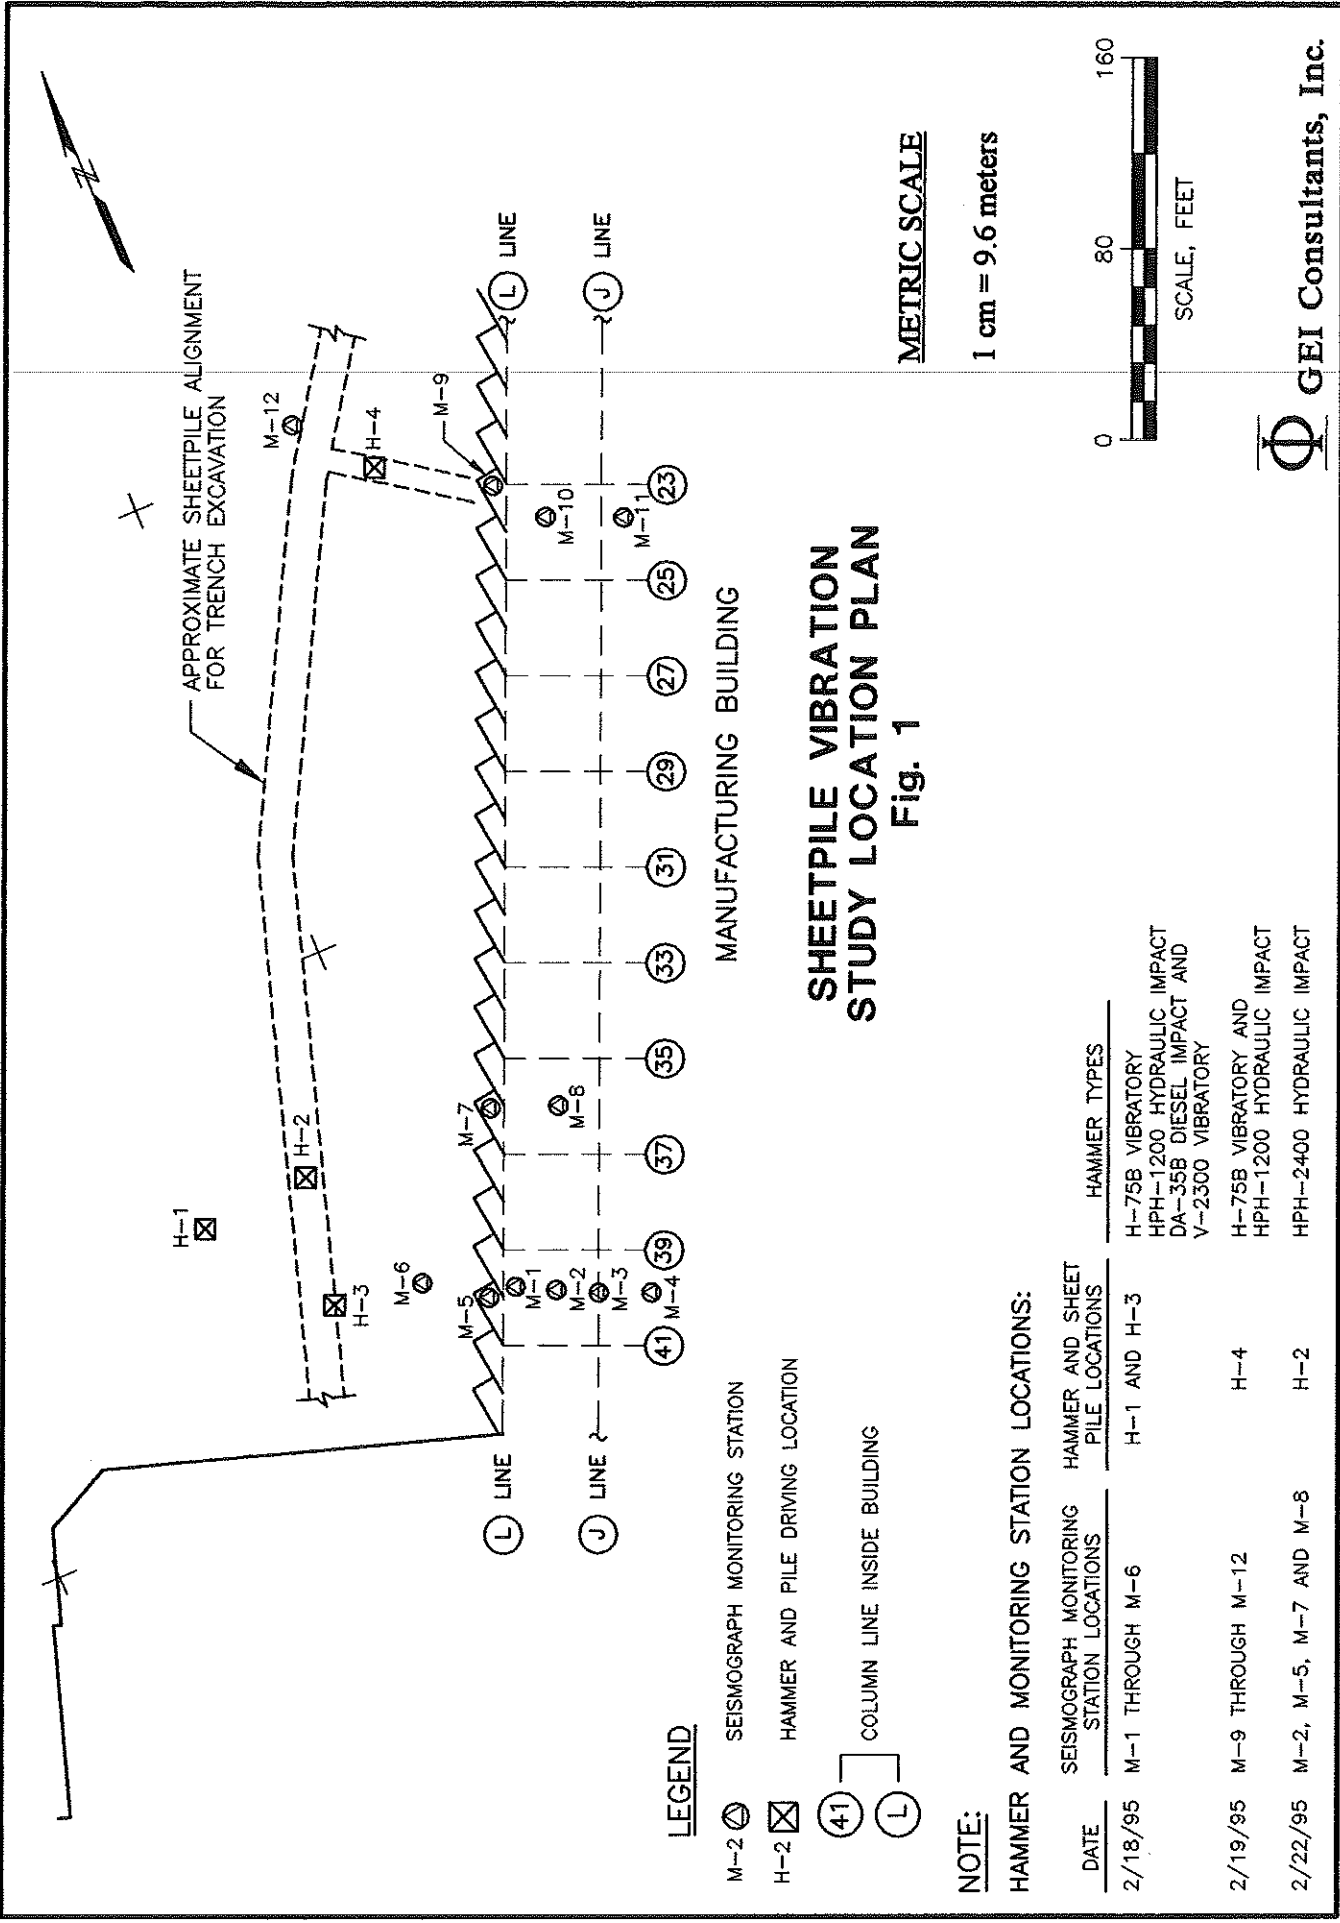 APPROXIMATE SHEETPILE ALIGNMENT
FOR TRENCH EXCAVATION
N
H-1
H-2
H-3
M-6
M-12
H-4
M-9
M-5
M-1
M-2
M-3
M-4
M-7
M-8
M-10
M-11
L LINE
L LINE
J LINE
J LINE
41
39
37
35
33
31
29
27
25
23
MANUFACTURING BUILDING
LEGEND
M-2 SEISMOGRAPH MONITORING STATION
H-2 HAMMER AND PILE DRIVING LOCATION
41
L
COLUMN LINE INSIDE BUILDING
SHEETPILE VIBRATION
STUDY LOCATION PLAN
Fig. 1
METRIC SCALE
1 cm = 9.6 meters
NOTE:
HAMMER AND MONITORING STATION LOCATIONS:
DATE
SEISMOGRAPH MONITORING
STATION LOCATIONS
HAMMER AND SHEET
PILE LOCATIONS
HAMMER TYPES
2/18/95 M-1 THROUGH M-6 H-1 AND H-3 H-75B VIBRATORY
HPH-1200 HYDRAULIC IMPACT
DA-35B DIESEL IMPACT AND
V-2300 VIBRATORY
2/19/95 M-9 THROUGH M-12 H-4 H-75B VIBRATORY AND
HPH-1200 HYDRAULIC IMPACT
2/22/95 M-2, M-5, M-7 AND M-8 H-2 HPH-2400 HYDRAULIC IMPACT
0 80 160
SCALE, FEET
GEI Consultants, Inc.